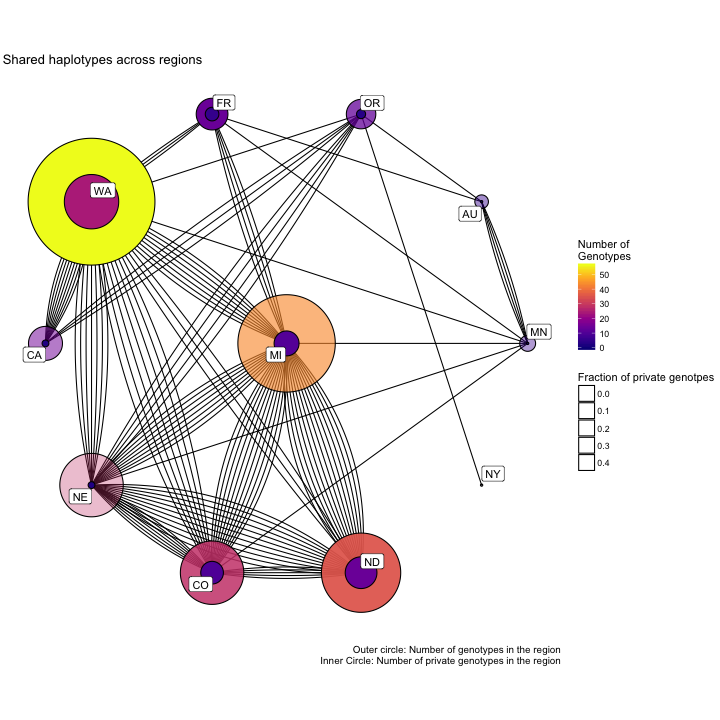 Shared haplotypes across regions
FR
OR
WA
AU
MN
CA
MI
NY
NE
ND
CO
Number of
Genotypes
50
40
30
20
10
0
Fraction of private genotpes
0.0
0.1
0.2
0.3
0.4
Outer circle: Number of genotypes in the region
Inner Circle: Number of private genotypes in the region